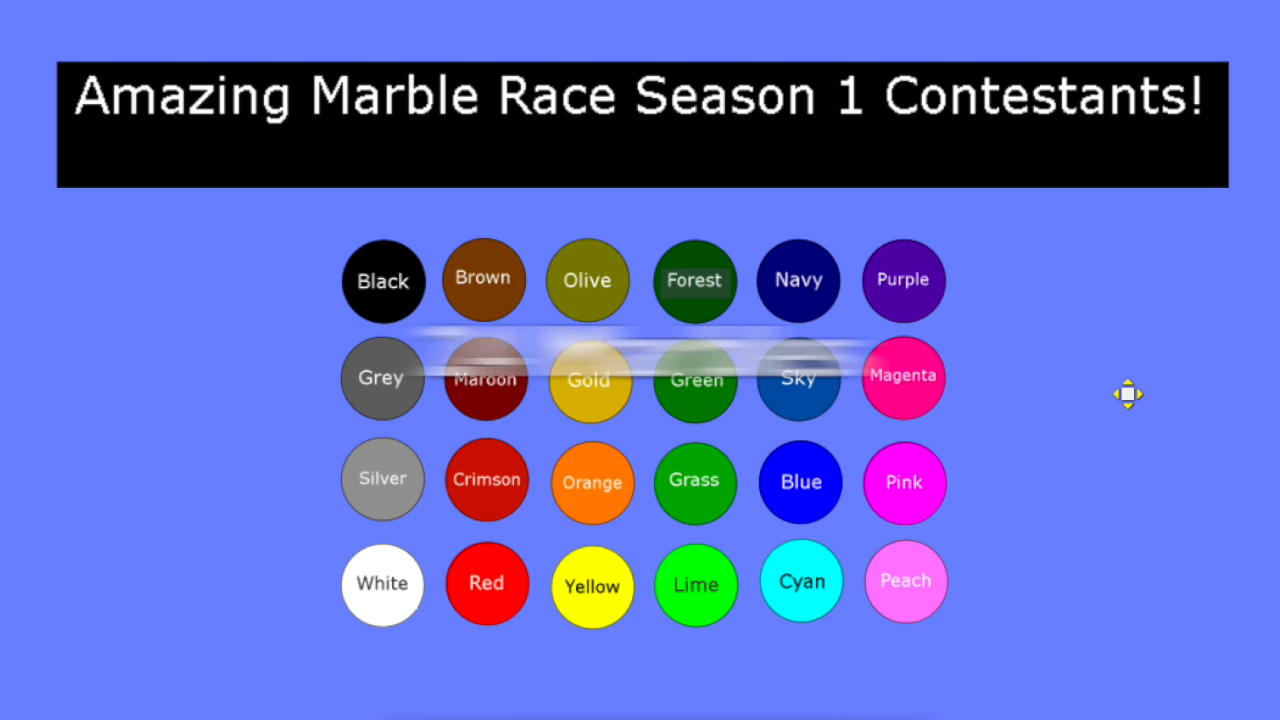 Amazing Marble Race Season 1 Contestants!
Black Brown Olive Forest Navy Purple
Grey Maroon Gold Green Sky Magenta
Silver Crimson Orange Grass Blue Pink
White Red Yellow Lime Cyan Peach